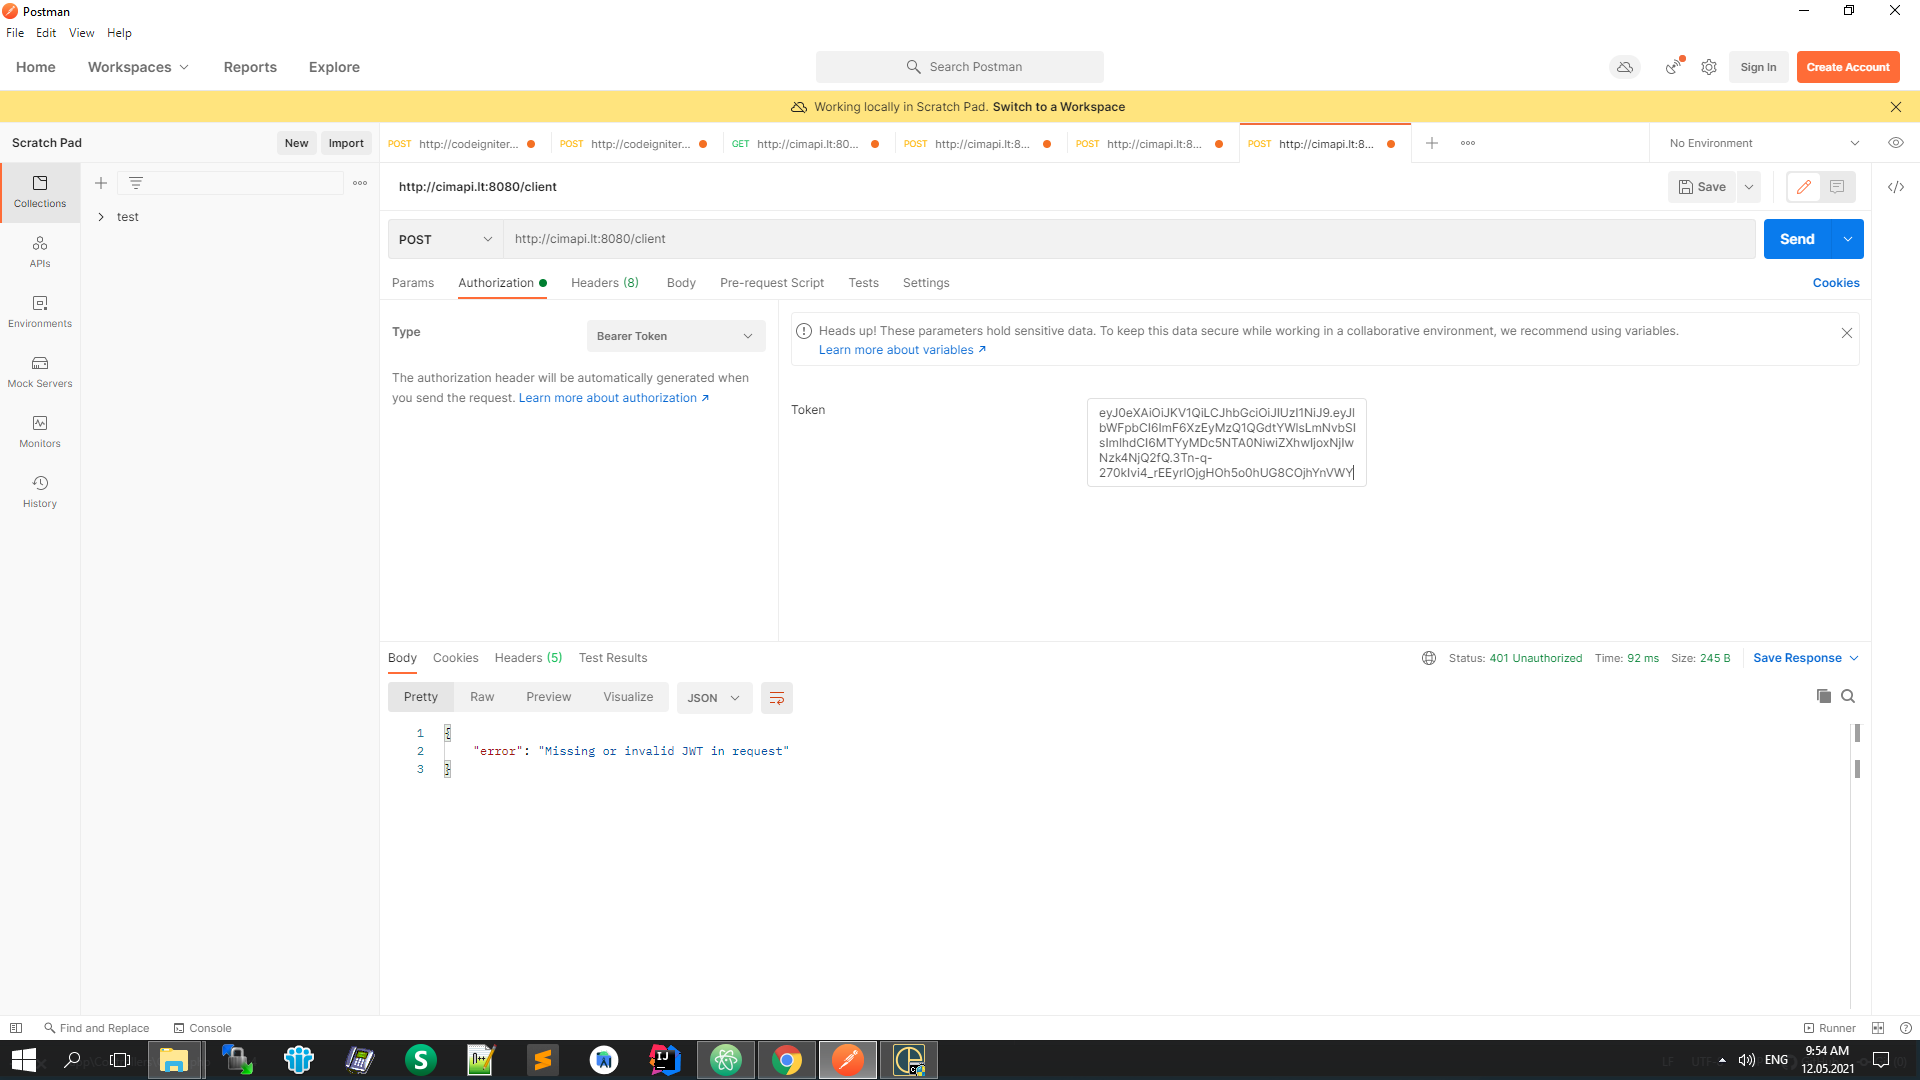 Postman
File Edit View Help
Home Workspaces Reports Explore
Search Postman
Sign In
Create Account
Working locally in Scratch Pad. Switch to a Workspace
Scratch Pad
New
Import
POST http://codeigniter...
POST http://codeigniter...
GET http://cimapi.lt:80...
POST http://cimapi.lt:8...
POST http://cimapi.lt:8...
POST http://cimapi.lt:8...
No Environment
Collections
APIs
Environments
Mock Servers
Monitors
History
test
http://cimapi.lt:8080/client
Save
POST
http://cimapi.lt:8080/client
Send
Params Authorization Headers (8) Body Pre-request Script Tests Settings
Cookies
Type
Bearer Token
The authorization header will be automatically generated when
you send the request. Learn more about authorization ↗
Heads up! These parameters hold sensitive data. To keep this data secure while working in a collaborative environment, we recommend using variables.
Learn more about variables ↗
Token
eyJ0eXAiOiJKV1QiLCJhbGciOiJIUzI1NiJ9.eyJl
bWFpbCI6ImF6XzEyMzQ1QGdtYWlsLmNvbSI
sImlhdCI6MTYyMDc5NTA0NiwiZXhwIjoxNjIw
Nzk4NjQ2fQ.3Tn-q-
270kIvi4_rEEyrlOjgHOh5o0hUG8COjhYnVWY
Body Cookies Headers (5) Test Results
Status: 401 Unauthorized Time: 92 ms Size: 245 B
Save Response
Pretty Raw Preview Visualize JSON
1 {
2 "error": "Missing or invalid JWT in request"
3 }
Find and Replace
Console
Runner
ENG
9:54 AM
12.05.2021